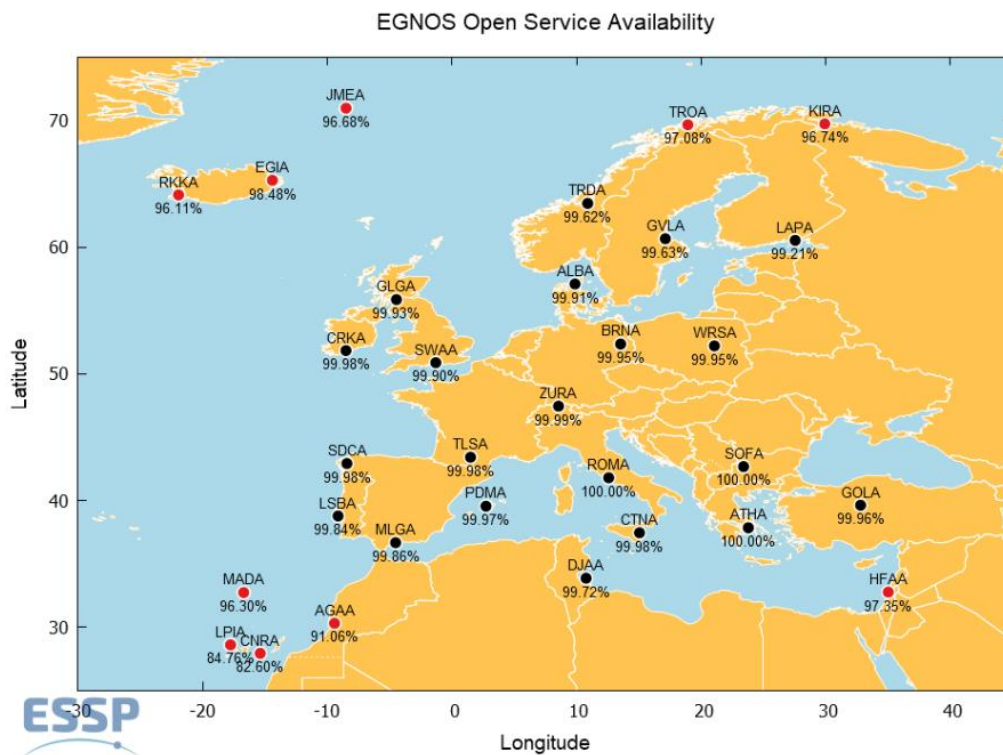 EGNOS Open Service Availability
JMEA
96.68%
TROA
97.08%
KIRA
96.74%
EGIA
98.48%
RKKA
96.11%
TRDA
99.62%
GVLA
99.63%
LAPA
99.21%
ALBA
99.91%
GLGA
99.93%
CRKA
99.98%
SWAA
99.90%
BRNA
99.95%
WRSA
99.95%
ZURA
99.99%
SDCA
99.98%
TLSA
99.98%
ROMA
100.00%
SOFA
100.00%
LSBA
99.84%
PDMA
99.97%
GOLA
99.96%
MLGA
99.86%
CTNA
99.98%
ATHA
100.00%
DJAA
99.72%
HFAA
97.35%
MADA
96.30%
AGAA
91.06%
LPIA
84.76%
CNRA
82.60%
70
60
50
40
30
Latitude
-30 -20 -10 0 10 20 30 40
Longitude
ESSP